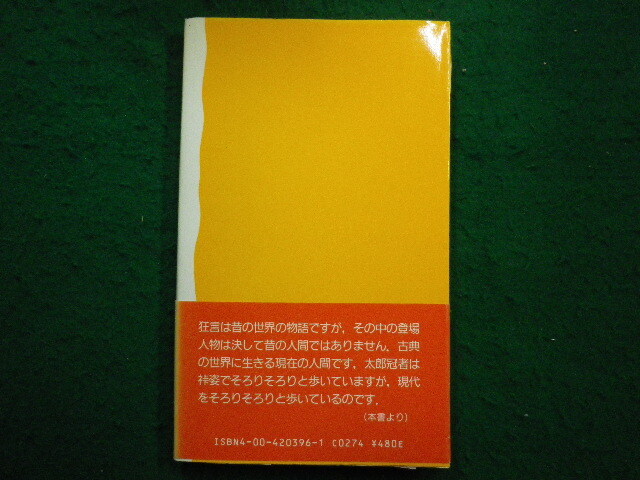 狂言は昔の世界の物語ですが、その中の登場
人物は決して昔の人間ではありません、古典
の世界に生きる現在の人間です、太郎冠者は
裃姿でそろりそろりと歩いていますが、現代
をそろりそろりと歩いているのです．
（本書より）
ISBN4-00-420396-1 C0274 ¥480E